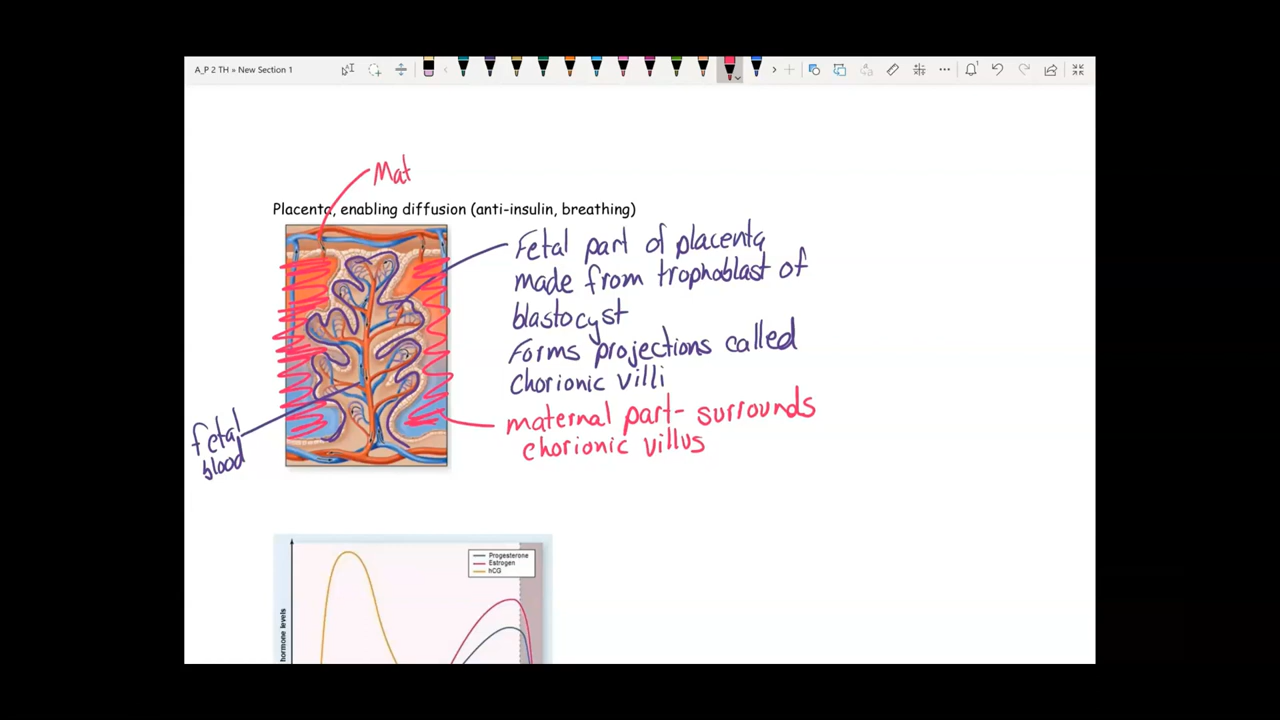 A_P 2 TH » New Section 1
Mat
Placenta, enabling diffusion (anti-insulin, breathing)
Fetal part of placenta
made from trophoblast of
blastocyst
Forms projections called
Chorionic villi
maternal part- surrounds
chorionic villus
fetal
blood
Progesterone
Estrogen
hCG
hormone levels